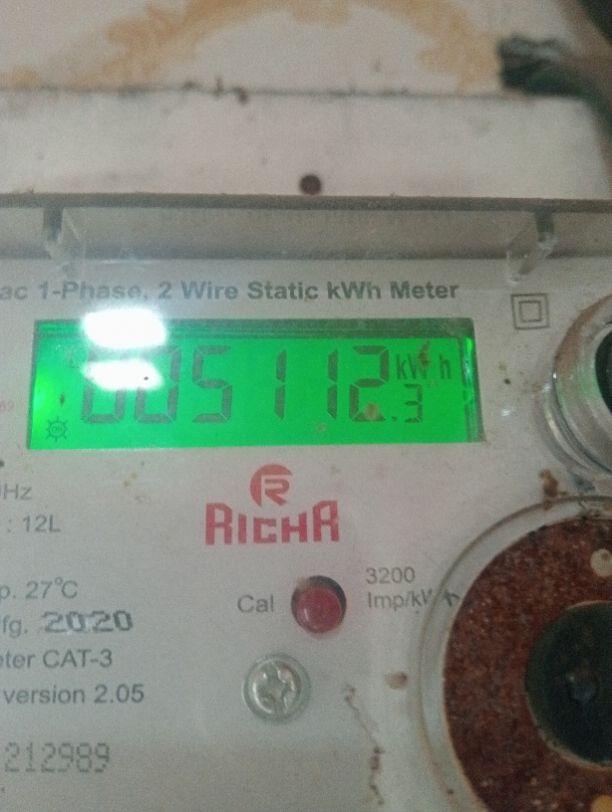 ac 1-Phase, 2 Wire Static kWh Meter
005112.3 kWh
RICHA
Hz
: 12L
Cal
3200
Imp/kWh
p. 27°C
fg. 2020
eter CAT-3
version 2.05
212989